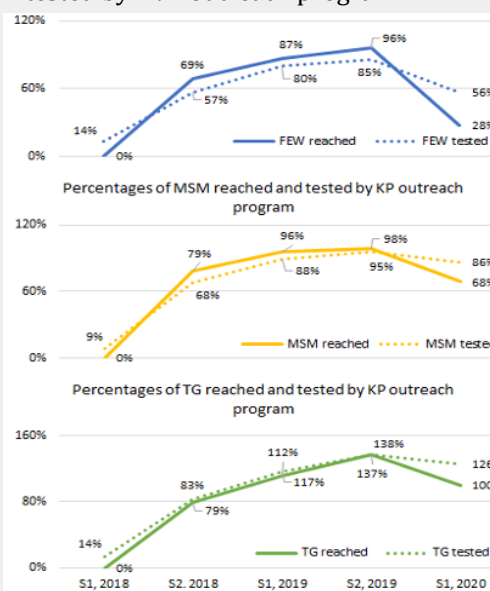 120%
96%
87%
69%
60%
80%
85%
56%
57%
14%
28%
FEW reached
FEW tested
0%
0%
Percentages of MSM reached and tested by KP outreach
program
120%
96%
98%
79%
86%
88%
95%
68%
60%
68%
9%
MSM reached
MSM tested
0%
0%
Percentages of TG reached and tested by KP outreach
program
160%
138%
112%
126
83%
117%
137%
100
80%
79%
14%
TG reached
TG tested
0%
0%
S1, 2018
S2. 2018
S1, 2019
S2, 2019
S1, 2020